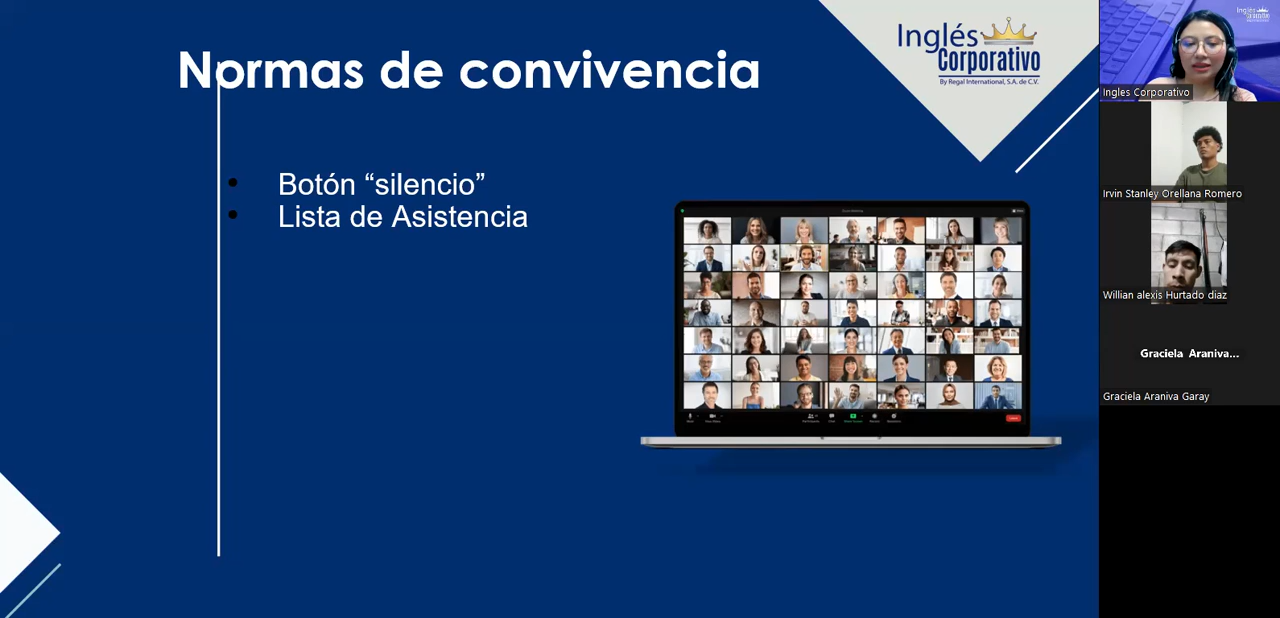 Normas de convivencia
Inglés
Corporativo
By Regal International, S.A. de C.V.
• Botón “silencio”
• Lista de Asistencia
Ingles Corporativo
Irvin Stanley Orellana Romero
Willian alexis Hurtado diaz
Graciela Araniva...
Graciela Araniva Garay